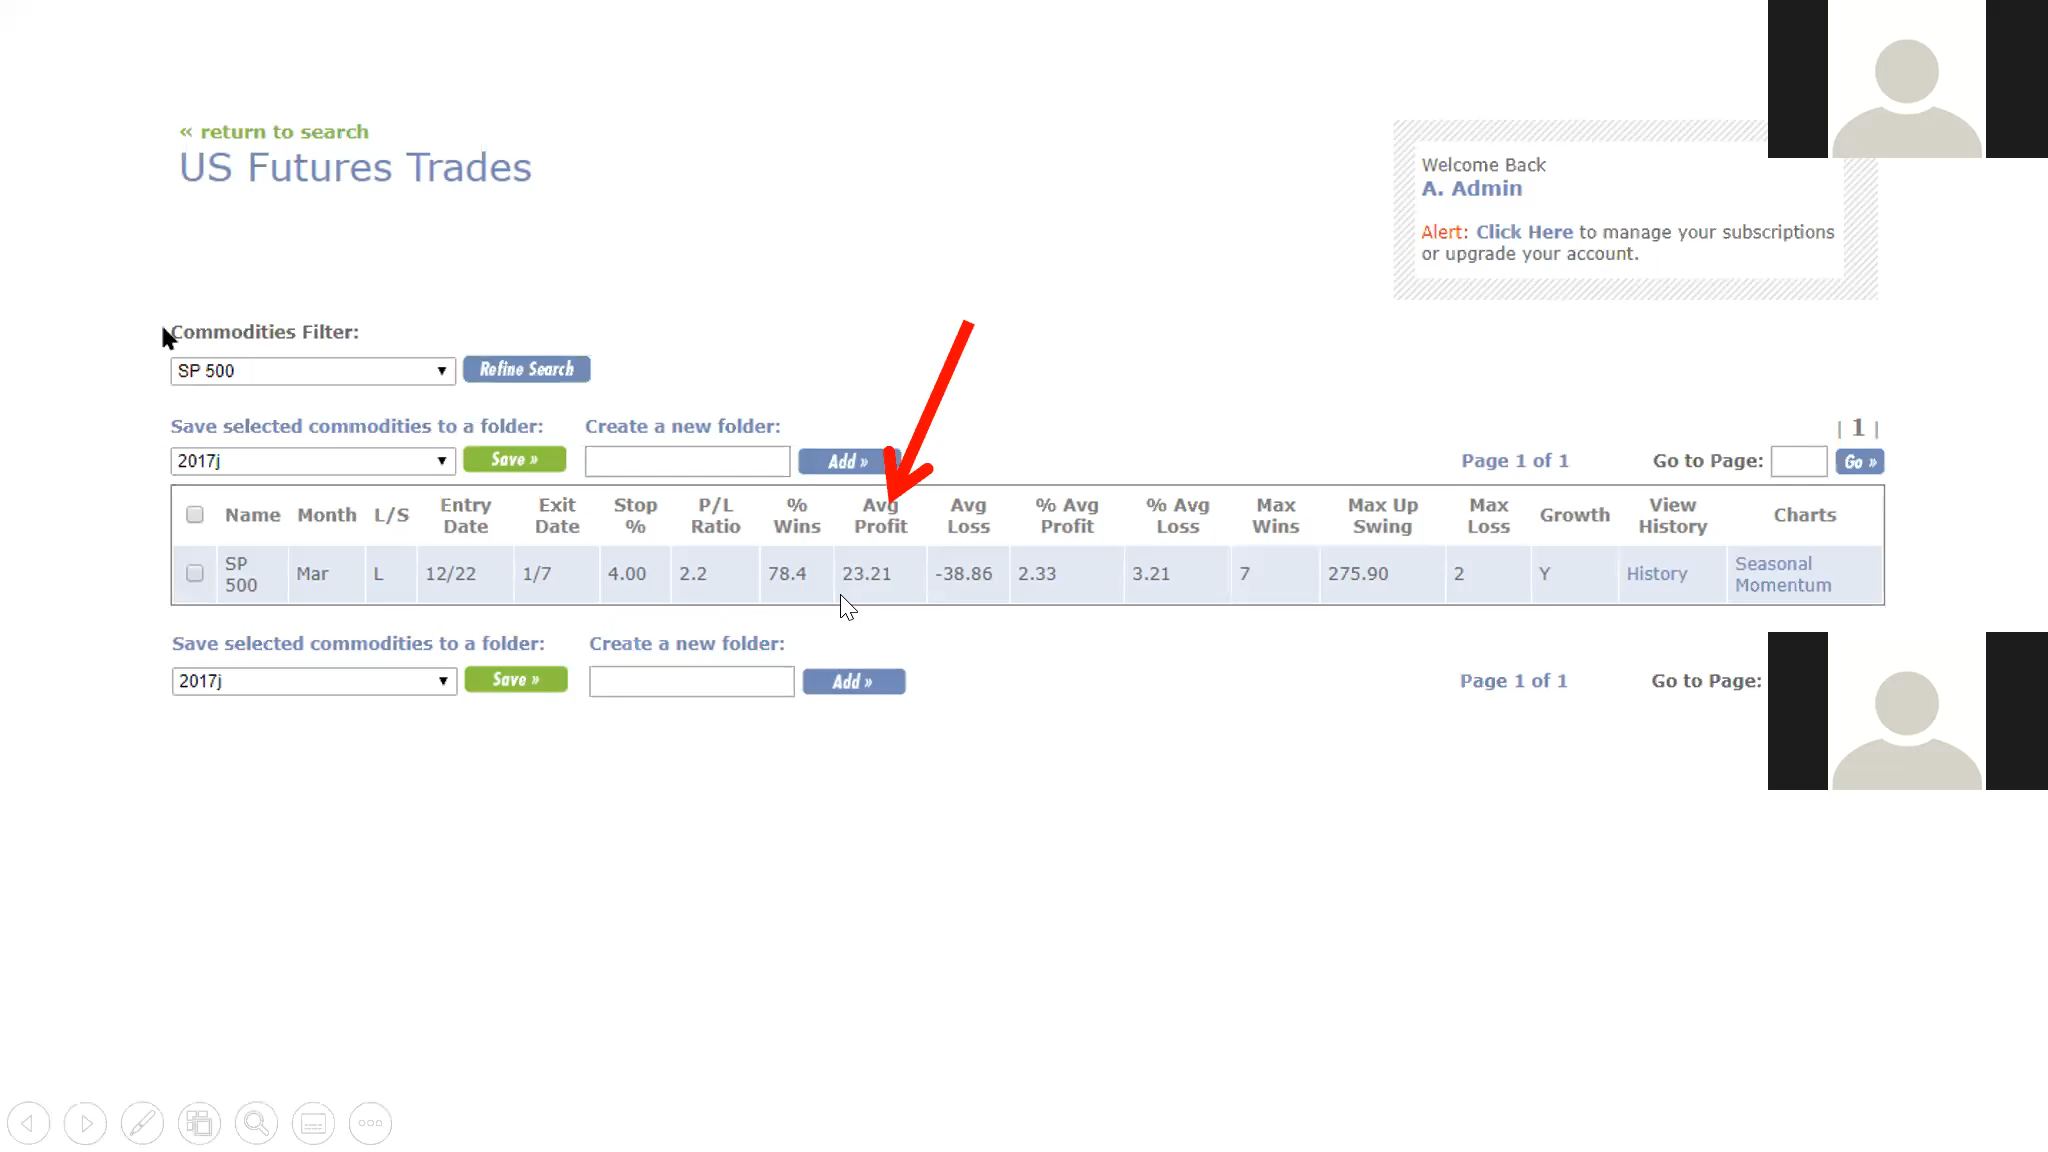 « return to search
US Futures Trades
Welcome Back
A. Admin
Alert: Click Here to manage your subscriptions
or upgrade your account.
Commodities Filter:
SP 500 Refine Search
Save selected commodities to a folder: Create a new folder: | 1 |
2017j Save » Add » Page 1 of 1 Go to Page: Go »
Name Month L/S Entry Date Exit Date Stop % P/L Ratio % Wins Avg Profit Avg Loss % Avg Profit % Avg Loss Max Wins Max Up Swing Max Loss Growth View History Charts
SP 500 Mar L 12/22 1/7 4.00 2.2 78.4 23.21 -38.86 2.33 3.21 7 275.90 2 Y History Seasonal Momentum
Save selected commodities to a folder: Create a new folder:
2017j Save » Add » Page 1 of 1 Go to Page: